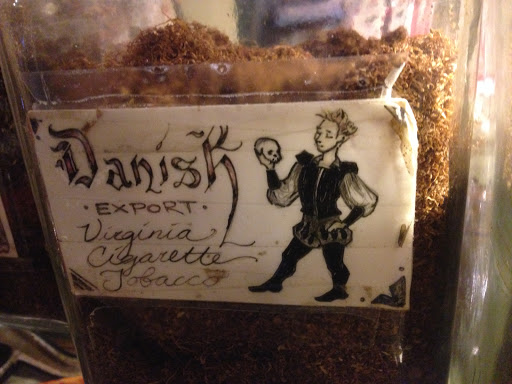 Danish
·EXPORT·
Virginia
Cigarette
Tobacco